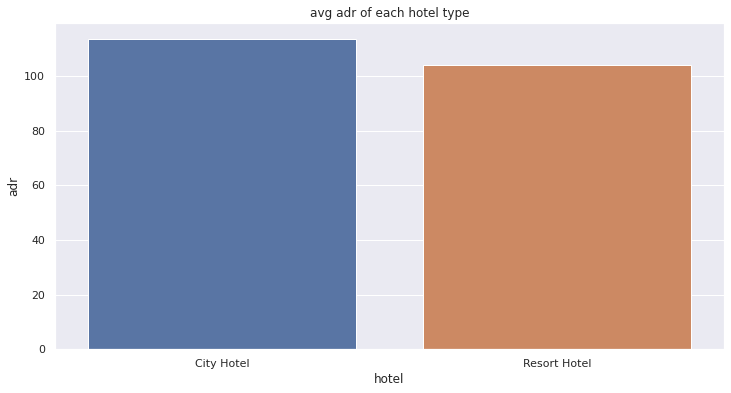 avg adr of each hotel type
100
80
60
40
20
0
adr
City Hotel
Resort Hotel
hotel